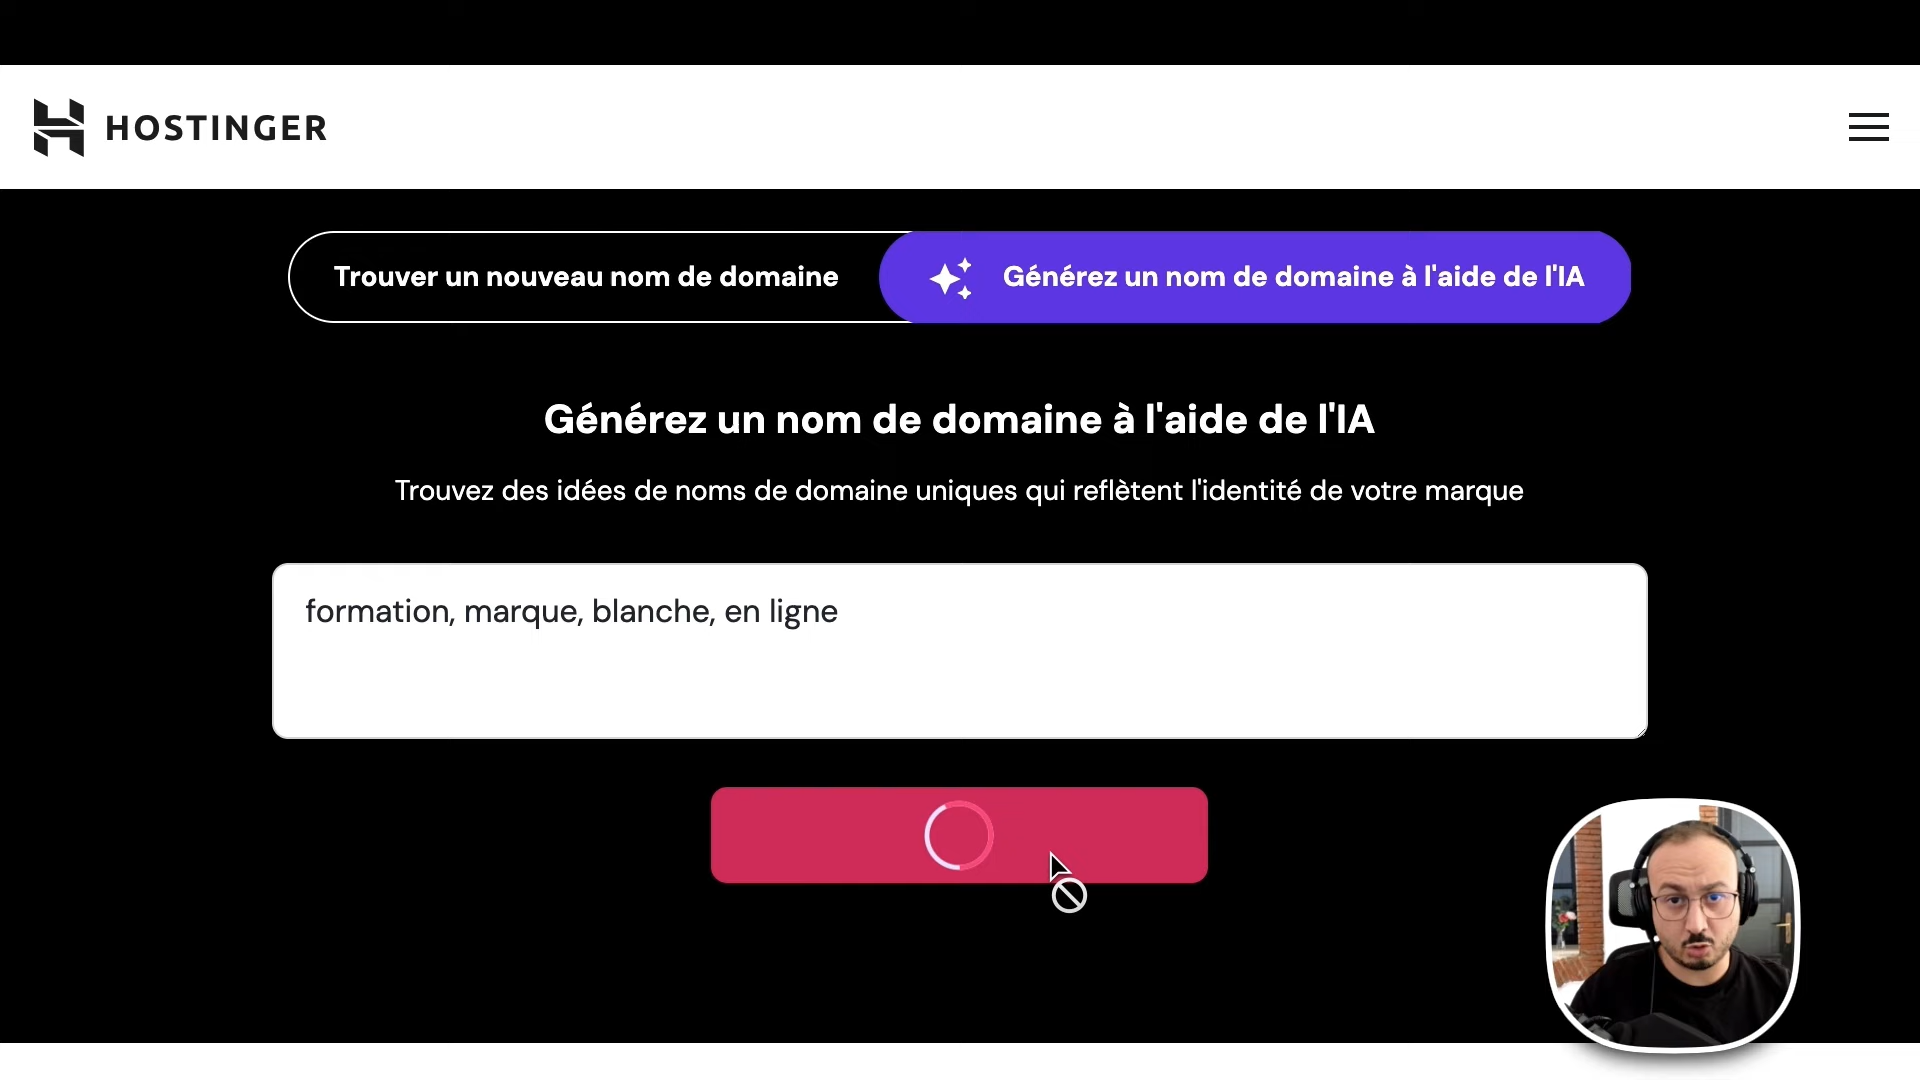 HOSTINGER
Trouver un nouveau nom de domaine
Générez un nom de domaine à l'aide de l'IA
Générez un nom de domaine à l'aide de l'IA
Trouvez des idées de noms de domaine uniques qui reflètent l'identité de votre marque
formation, marque, blanche, en ligne